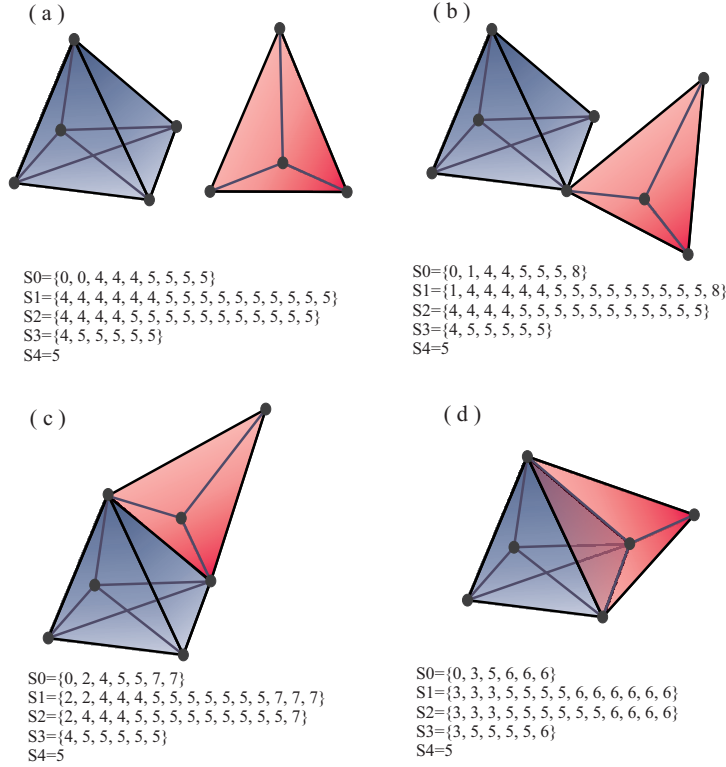 ( a )
S0={0, 0, 4, 4, 4, 5, 5, 5, 5}
S1={4, 4, 4, 4, 4, 4, 5, 5, 5, 5, 5, 5, 5, 5, 5, 5}
S2={4, 4, 4, 4, 5, 5, 5, 5, 5, 5, 5, 5, 5, 5}
S3={4, 5, 5, 5, 5, 5}
S4=5
( b )
S0={0, 1, 4, 4, 5, 5, 5, 8}
S1={1, 4, 4, 4, 4, 4, 5, 5, 5, 5, 5, 5, 5, 5, 5, 8}
S2={4, 4, 4, 4, 5, 5, 5, 5, 5, 5, 5, 5, 5, 5}
S3={4, 5, 5, 5, 5, 5}
S4=5
( c )
S0={0, 2, 4, 5, 5, 7, 7}
S1={2, 2, 4, 4, 4, 5, 5, 5, 5, 5, 5, 5, 7, 7, 7}
S2={2, 4, 4, 4, 5, 5, 5, 5, 5, 5, 5, 5, 5, 7}
S3={4, 5, 5, 5, 5, 5}
S4=5
( d )
S0={0, 3, 5, 6, 6, 6}
S1={3, 3, 3, 5, 5, 5, 5, 6, 6, 6, 6, 6, 6}
S2={3, 3, 3, 5, 5, 5, 5, 5, 5, 6, 6, 6, 6}
S3={3, 5, 5, 5, 5, 6}
S4=5